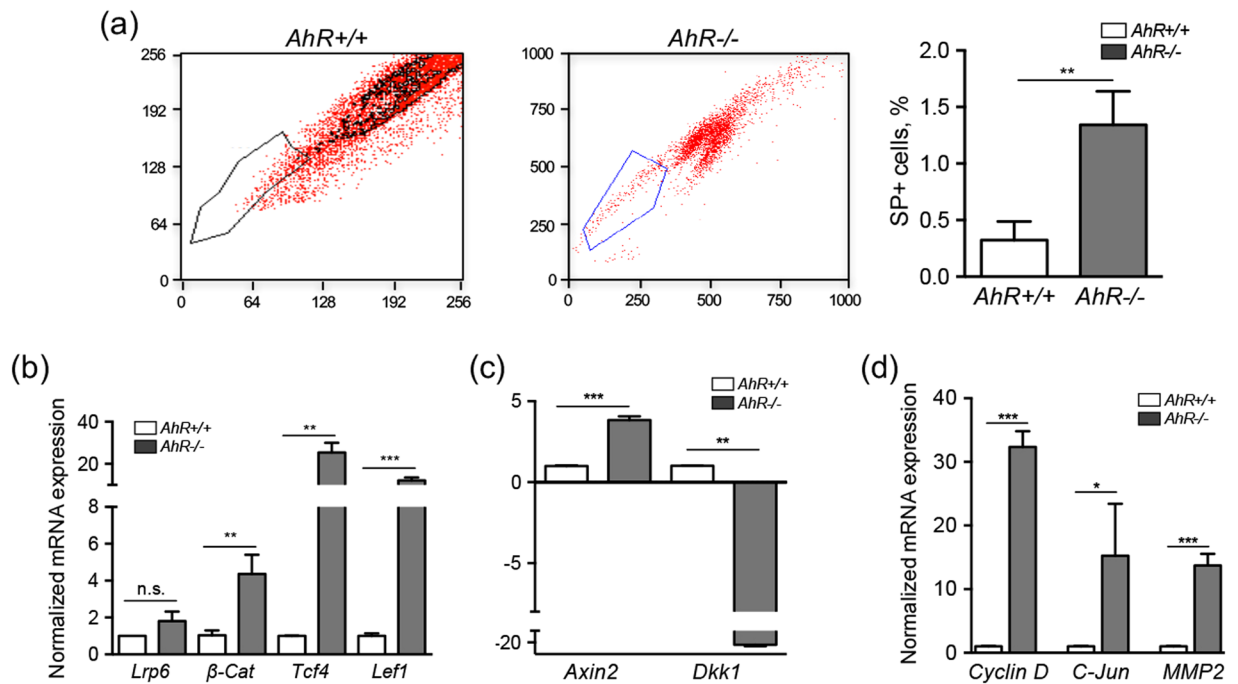 (a)
AhR+/+
256
192
128
64
0
0 64 128 192 256
AhR-/-
1000
750
500
250
0
0 250 500 750 1000
AhR+/+
AhR-/-
SP+ cells, %
2.0
1.5
1.0
0.5
0.0
**
AhR+/+ AhR-/-
(b)
Normalized mRNA expression
AhR+/+
AhR-/-
40
20
8
6
4
2
0
n.s.
**
**
***
Lrp6 β-Cat Tcf4 Lef1
(c)
AhR+/+
AhR-/-
5
0
-5
-20
***
**
Axin2 Dkk1
(d)
Normalized mRNA expression
AhR+/+
AhR-/-
40
30
20
10
0
***
*
***
Cyclin D C-Jun MMP2